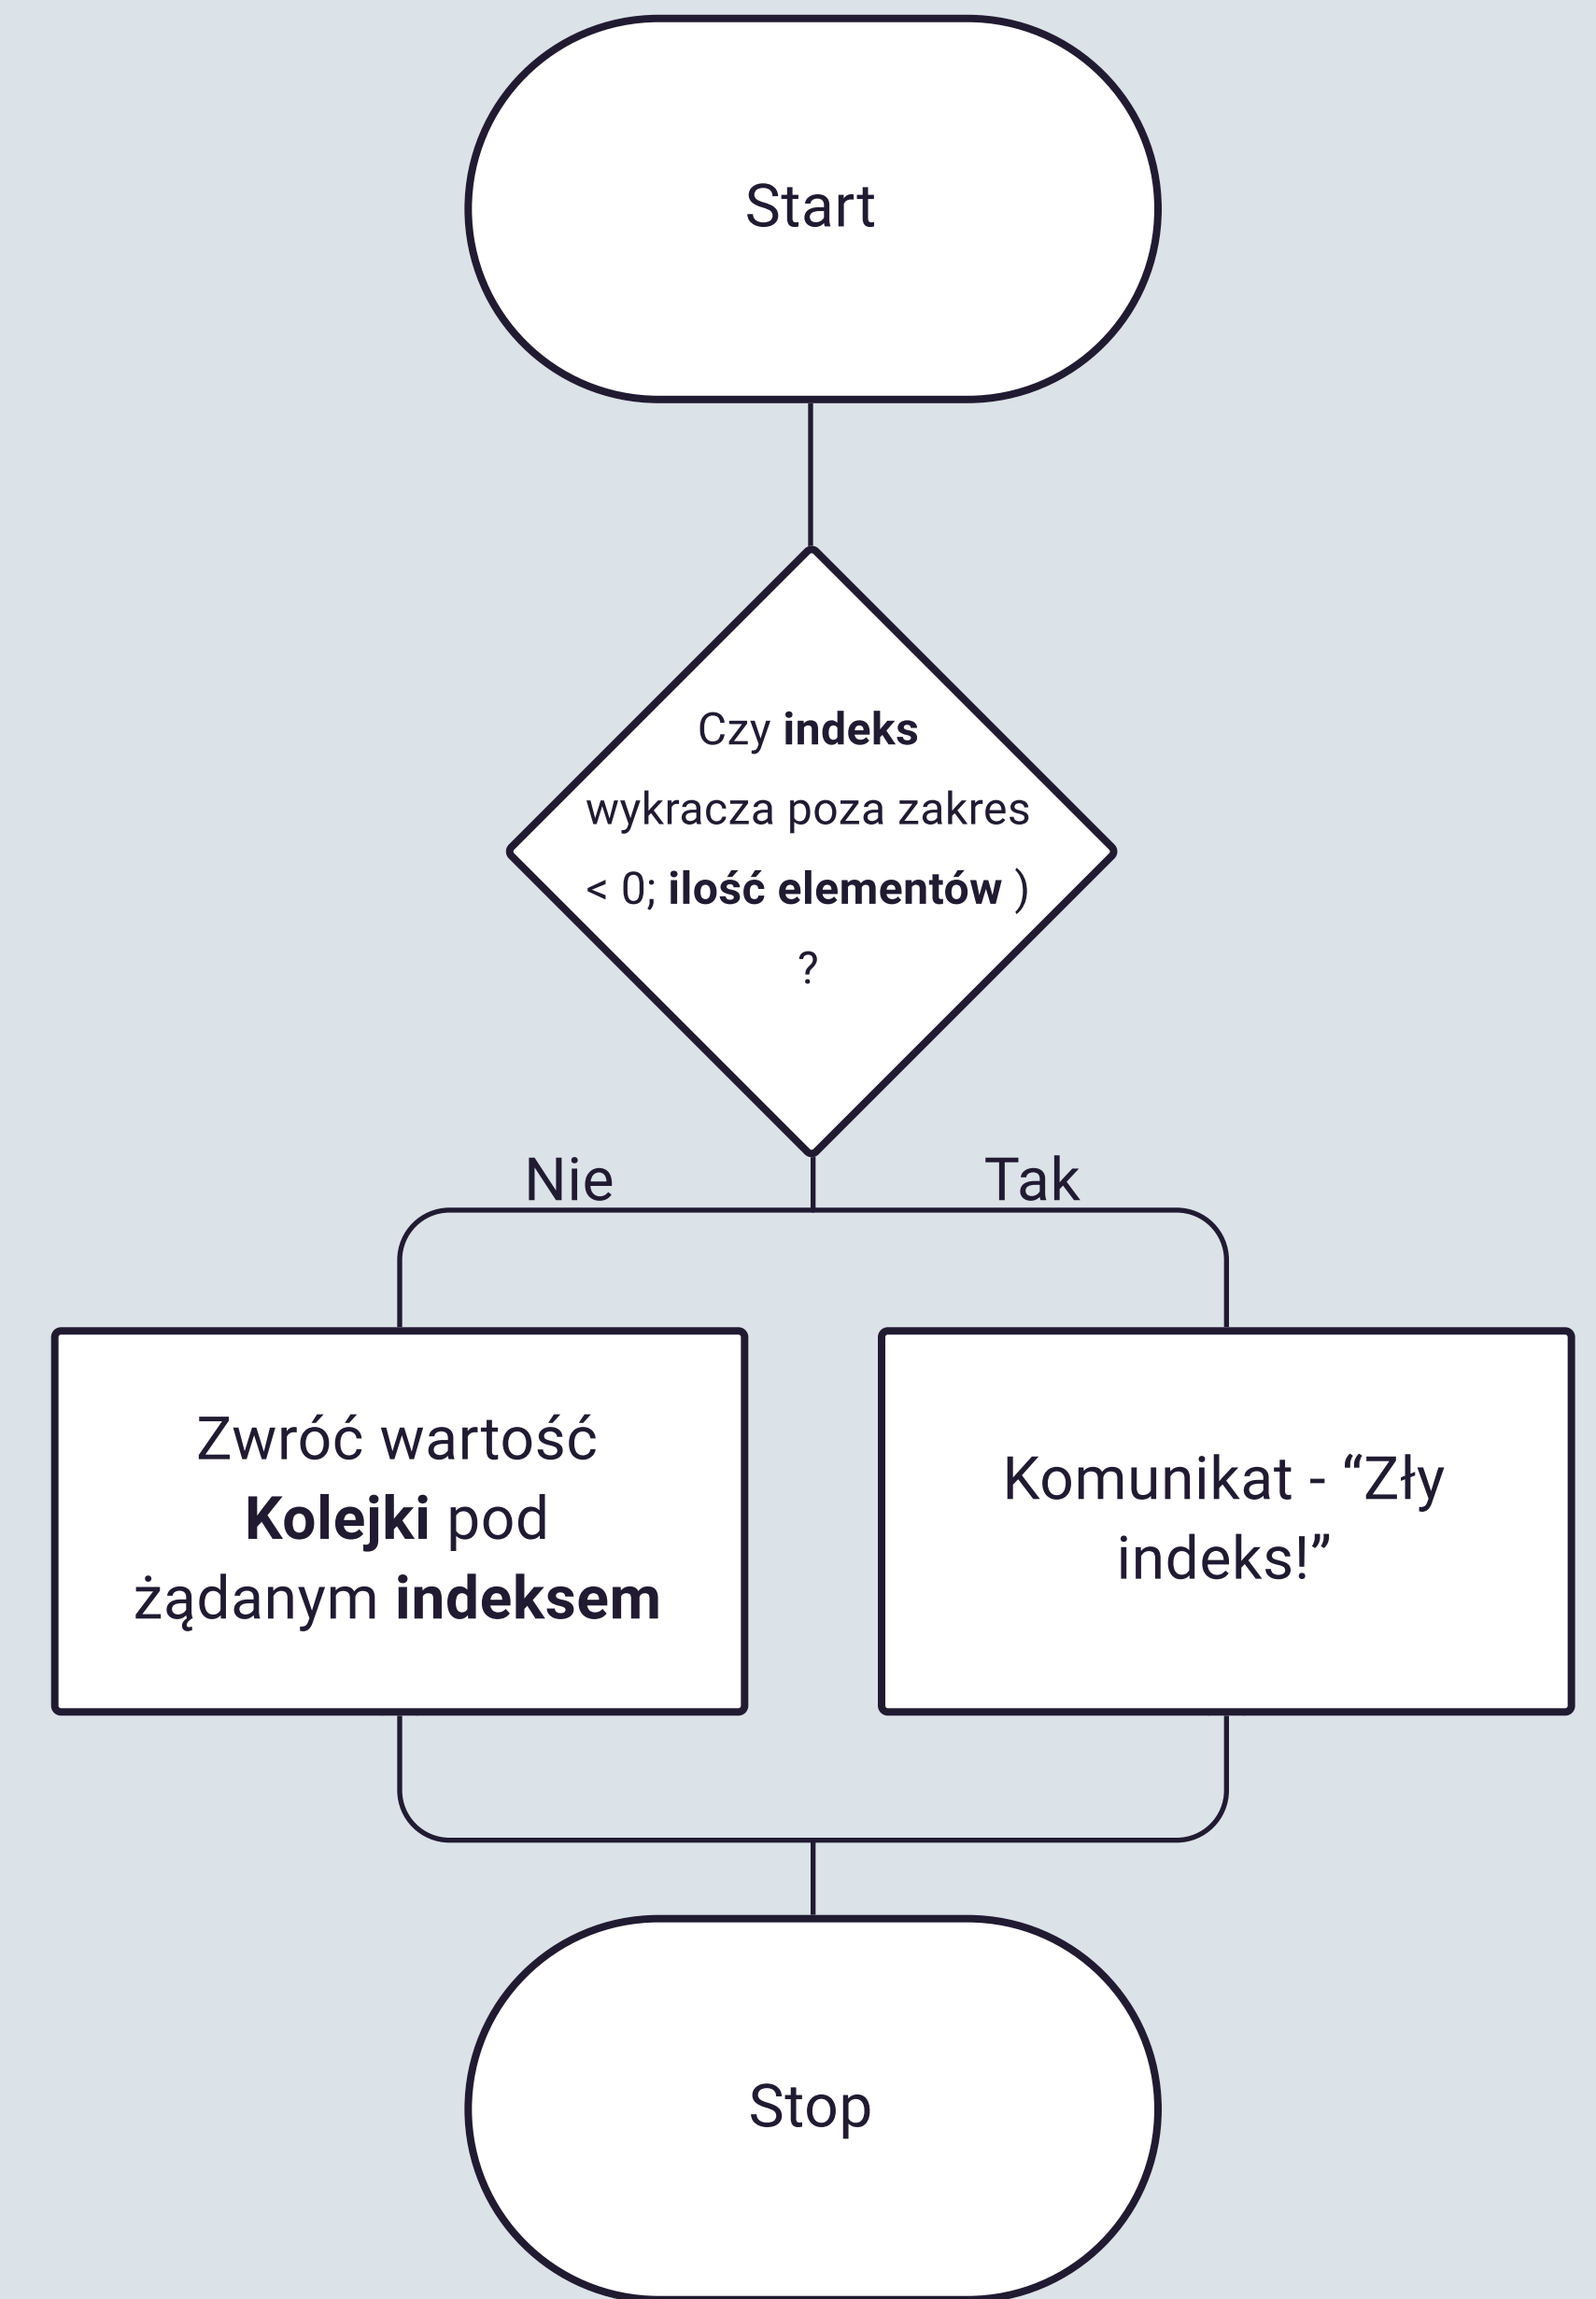 Start
Czy indeks
wykracza poza zakres
< 0; ilość elementów )
?
Nie
Tak
Zwróć wartość
Kolejki pod
żądanym indeksem
Komunikat - “Zły
indeks!”
Stop